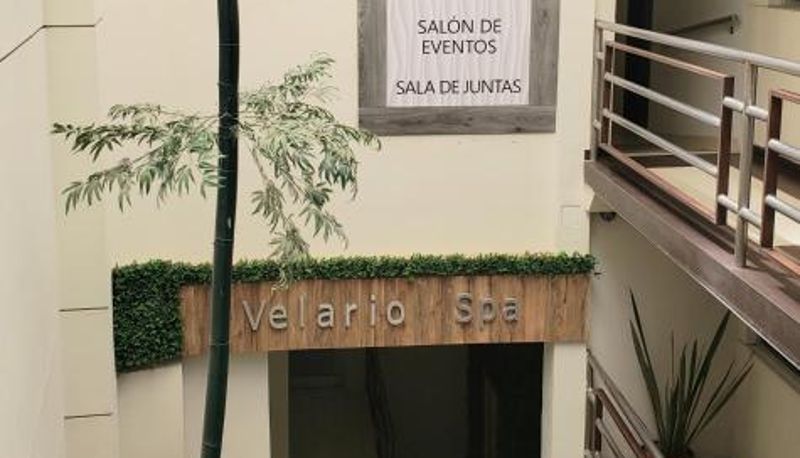 SALÓN DE
EVENTOS
SALA DE JUNTAS
Velario Spa